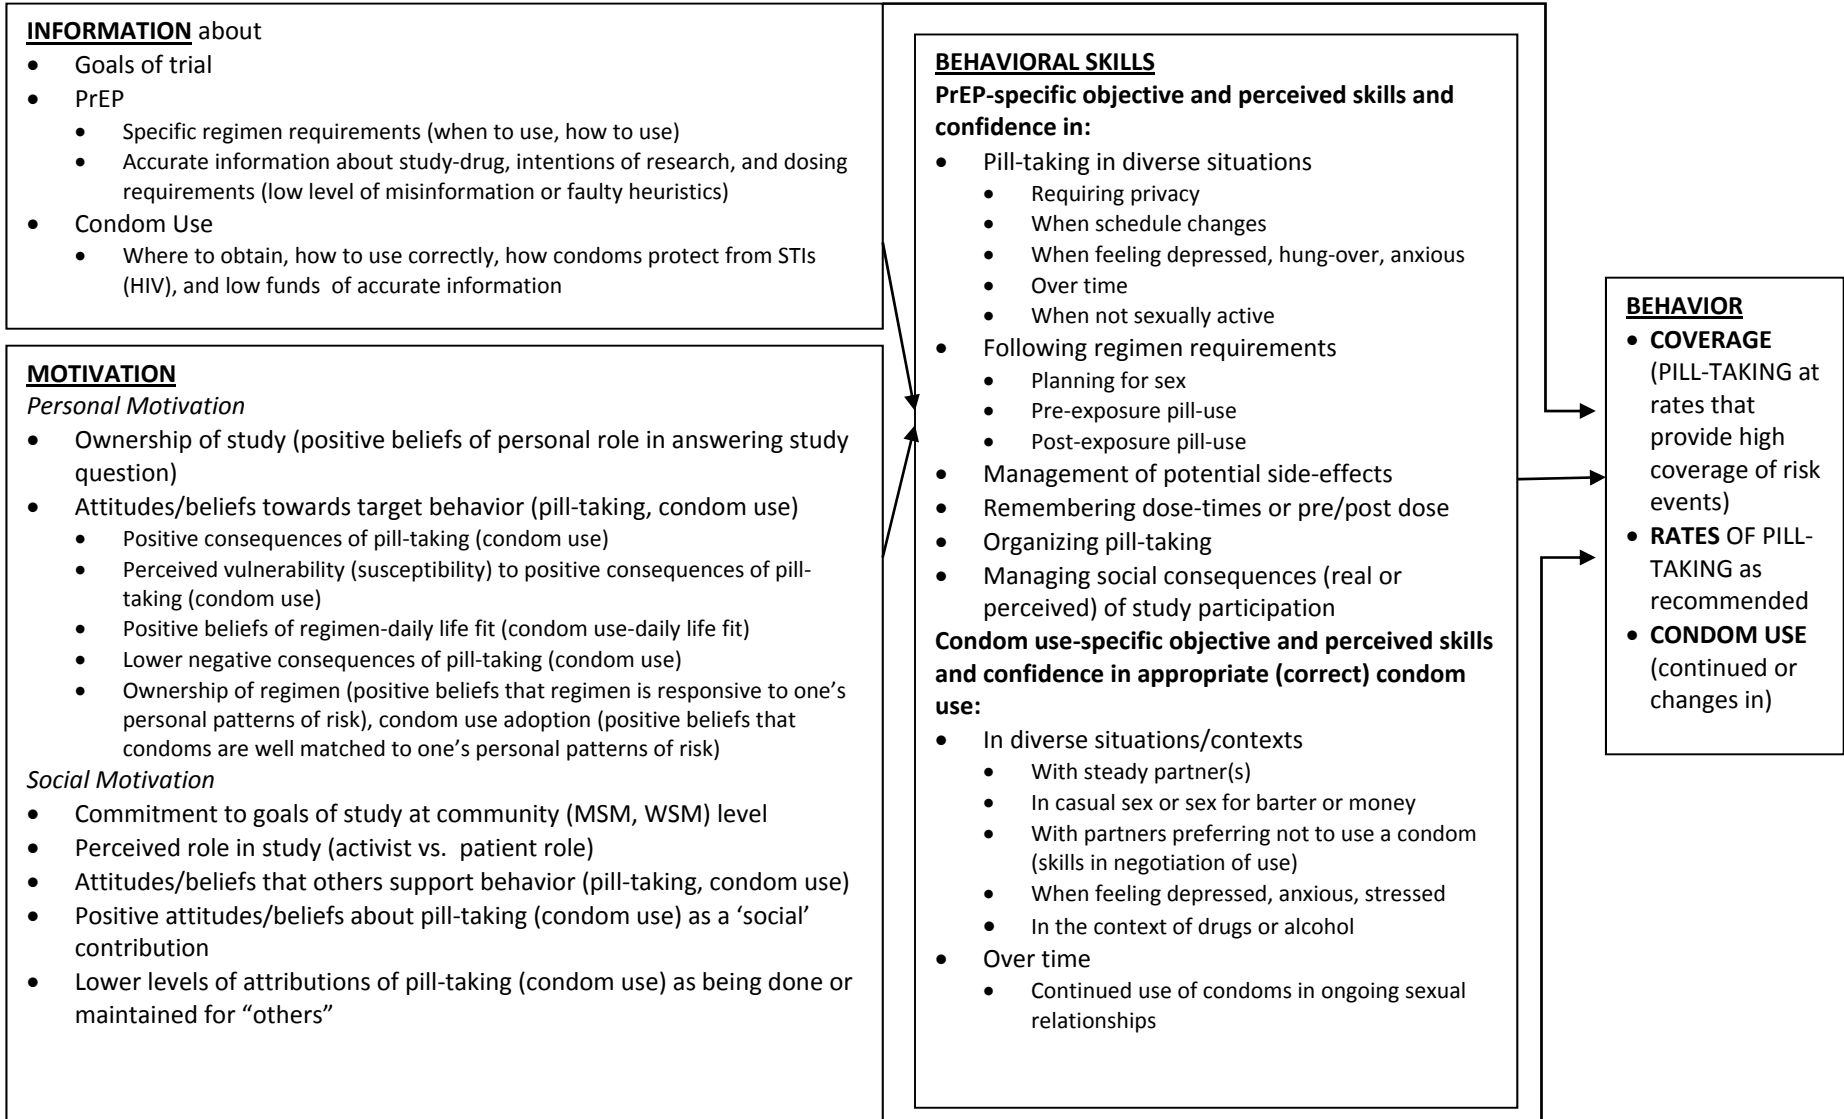 INFORMATION about
• Goals of trial
• PrEP
• Specific regimen requirements (when to use, how to use)
• Accurate information about study-drug, intentions of research, and dosing
requirements (low level of misinformation or faulty heuristics)
• Condom Use
• Where to obtain, how to use correctly, how condoms protect from STIs
(HIV), and low funds of accurate information
MOTIVATION
Personal Motivation
• Ownership of study (positive beliefs of personal role in answering study
question)
• Attitudes/beliefs towards target behavior (pill-taking, condom use)
• Positive consequences of pill-taking (condom use)
• Perceived vulnerability (susceptibility) to positive consequences of pill-
taking (condom use)
• Positive beliefs of regimen-daily life fit (condom use-daily life fit)
• Lower negative consequences of pill-taking (condom use)
• Ownership of regimen (positive beliefs that regimen is responsive to one’s
personal patterns of risk), condom use adoption (positive beliefs that
condoms are well matched to one’s personal patterns of risk)
Social Motivation
• Commitment to goals of study at community (MSM, WSM) level
• Perceived role in study (activist vs. patient role)
• Attitudes/beliefs that others support behavior (pill-taking, condom use)
• Positive attitudes/beliefs about pill-taking (condom use) as a ‘social’
contribution
• Lower levels of attributions of pill-taking (condom use) as being done or
maintained for “others”
BEHAVIORAL SKILLS
PrEP-specific objective and perceived skills and
confidence in:
• Pill-taking in diverse situations
• Requiring privacy
• When schedule changes
• When feeling depressed, hung-over, anxious
• Over time
• When not sexually active
• Following regimen requirements
• Planning for sex
• Pre-exposure pill-use
• Post-exposure pill-use
• Management of potential side-effects
• Remembering dose-times or pre/post dose
• Organizing pill-taking
• Managing social consequences (real or
perceived) of study participation
Condom use-specific objective and perceived skills
and confidence in appropriate (correct) condom
use:
• In diverse situations/contexts
• With steady partner(s)
• In casual sex or sex for barter or money
• With partners preferring not to use a condom
(skills in negotiation of use)
• When feeling depressed, anxious, stressed
• In the context of drugs or alcohol
• Over time
• Continued use of condoms in ongoing sexual
relationships
BEHAVIOR
• COVERAGE
(PILL-TAKING at
rates that
provide high
coverage of risk
events)
• RATES OF PILL-
TAKING as
recommended
• CONDOM USE
(continued or
changes in)